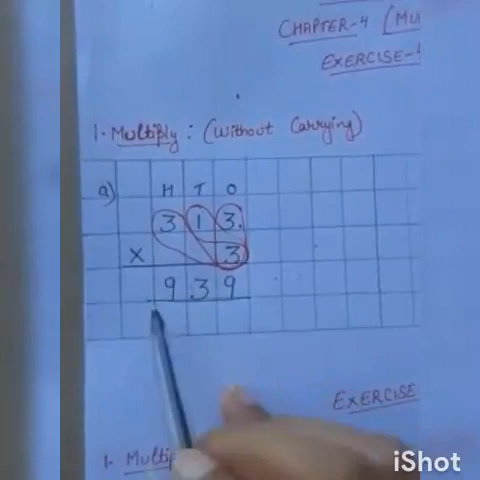 CHAPTER-4 (MU
EXERCISE-
1. Multiply : (Without Carrying)
a) H T O
3 1 3
x 3
9 3 9
EXERCISE
1. Multip
iShot